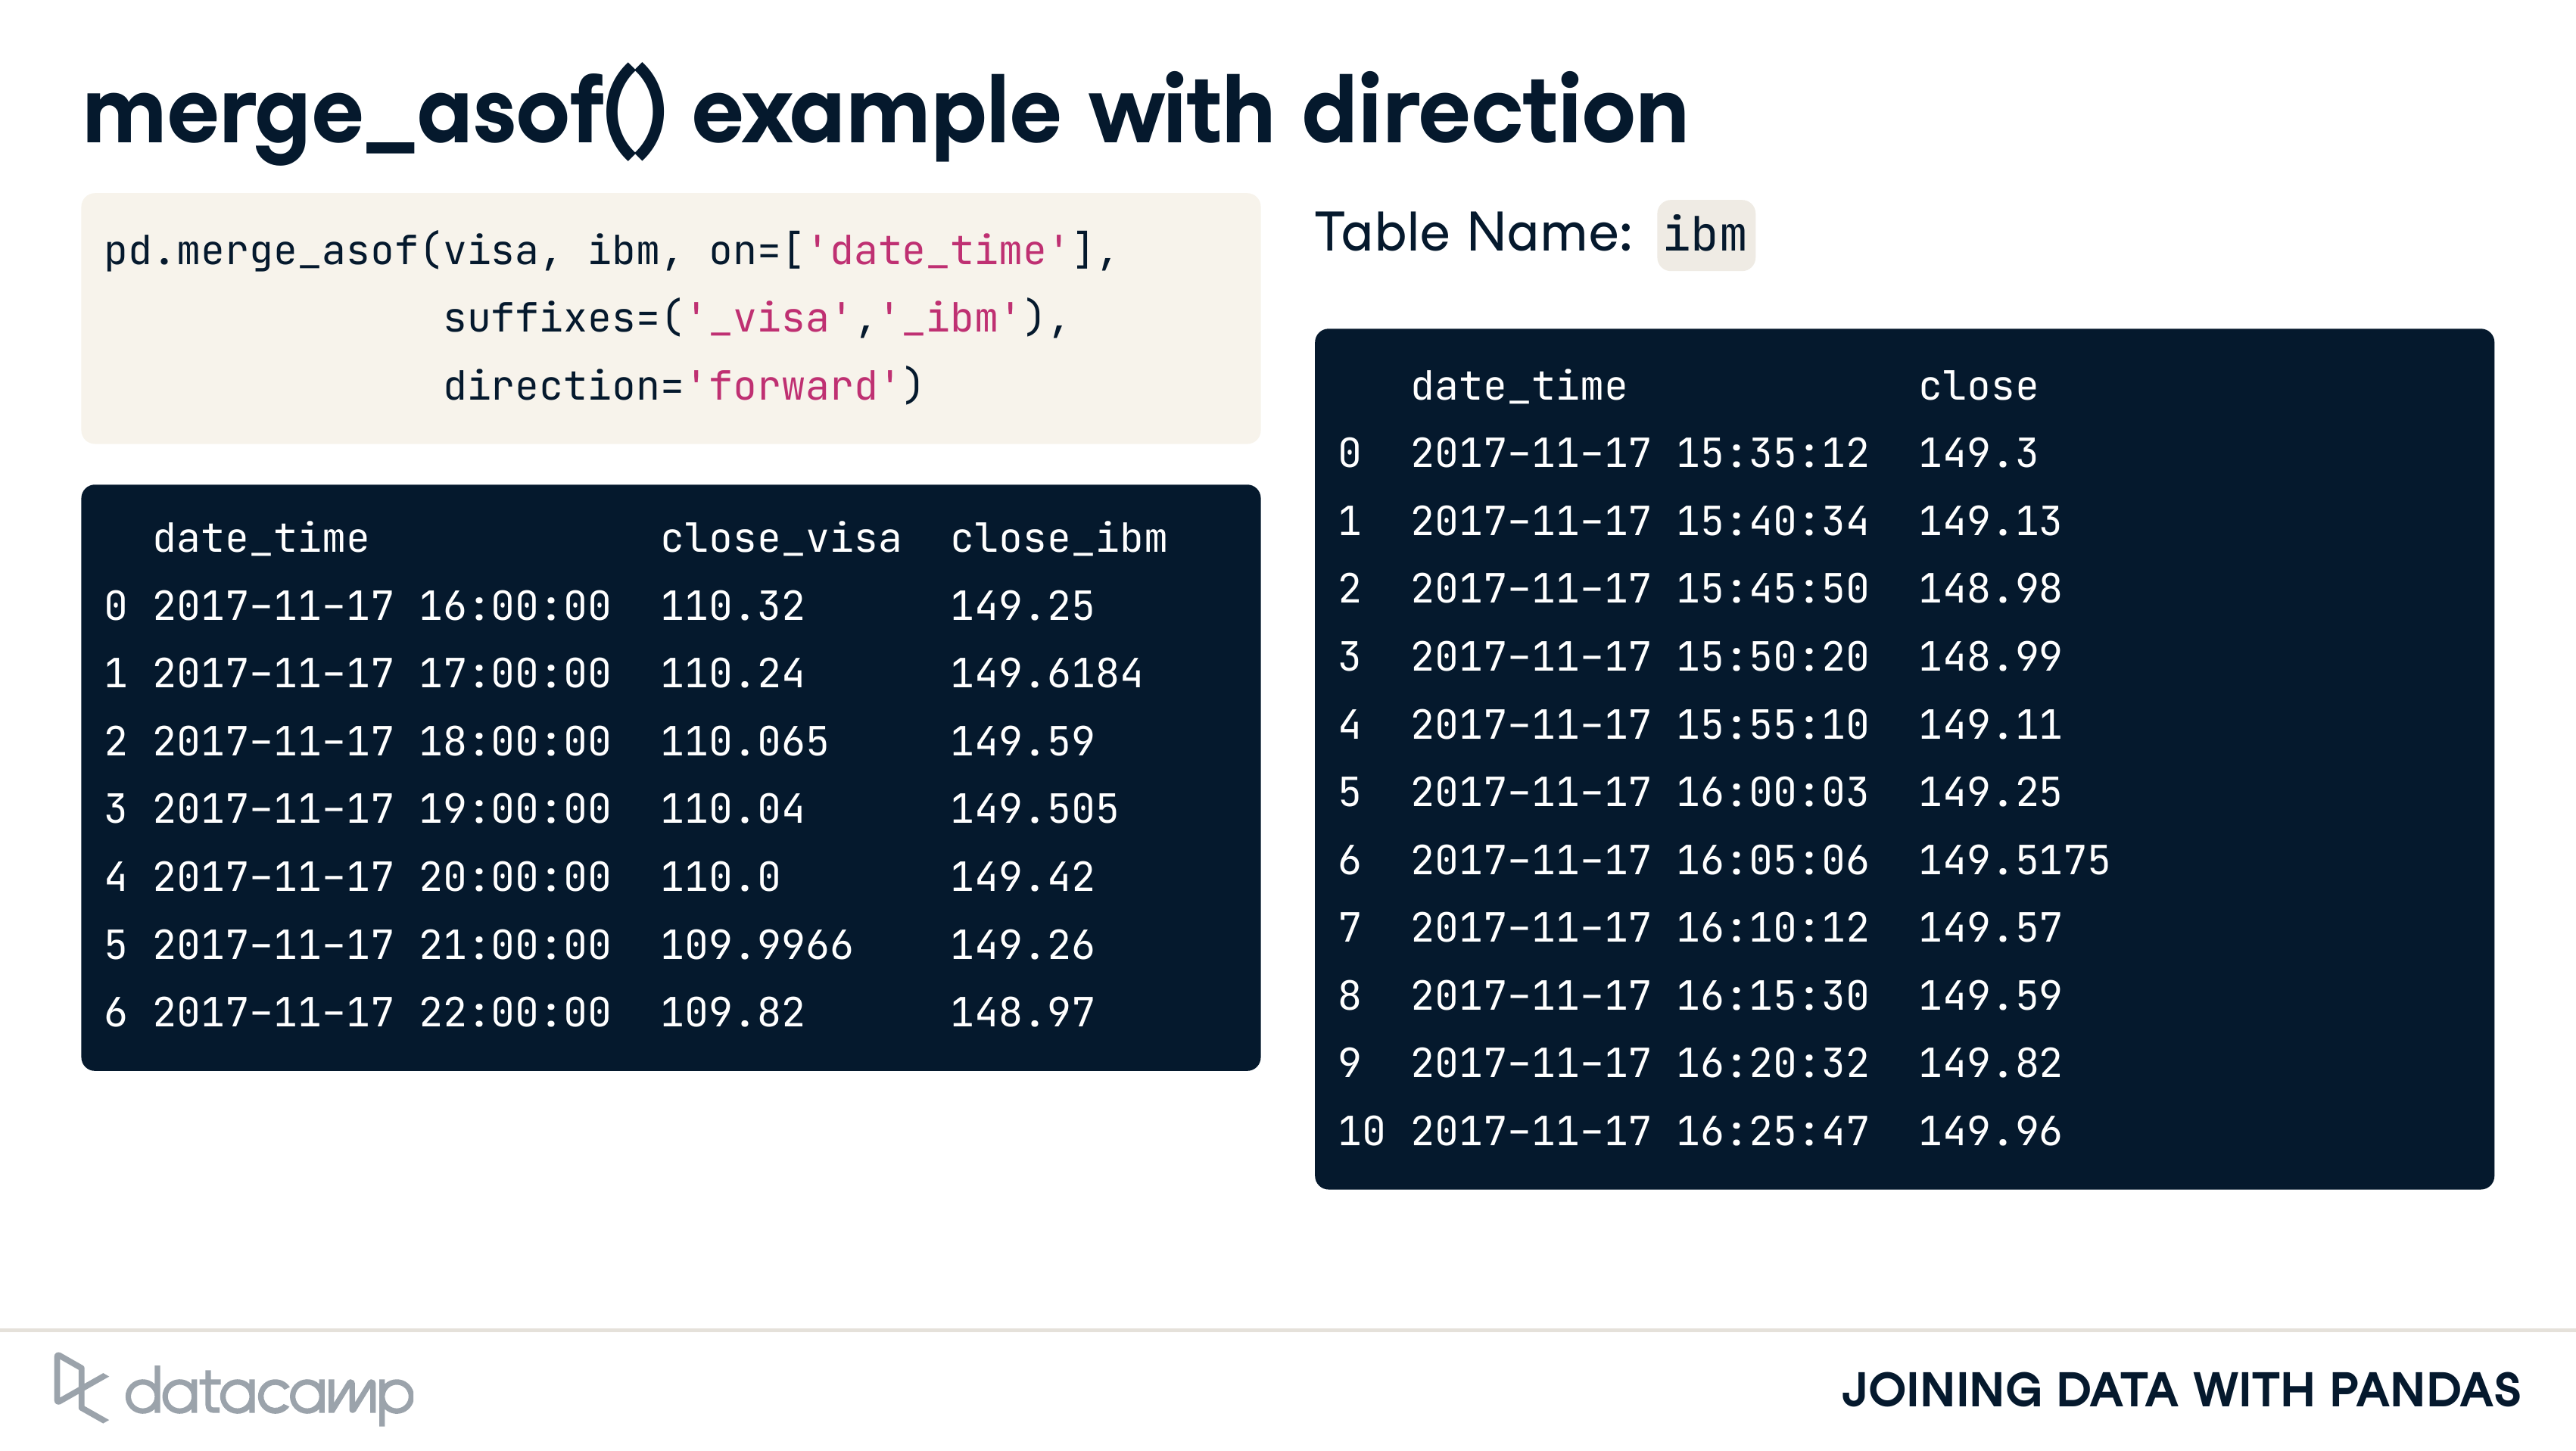 merge_asof() example with direction
pd.merge_asof(visa, ibm, on=['date_time'],
suffixes=('_visa','_ibm'),
direction='forward')
date_time close_visa close_ibm
0 2017-11-17 16:00:00 110.32 149.25
1 2017-11-17 17:00:00 110.24 149.6184
2 2017-11-17 18:00:00 110.065 149.59
3 2017-11-17 19:00:00 110.04 149.505
4 2017-11-17 20:00:00 110.0 149.42
5 2017-11-17 21:00:00 109.9966 149.26
6 2017-11-17 22:00:00 109.82 148.97
Table Name: ibm
date_time close
0 2017-11-17 15:35:12 149.3
1 2017-11-17 15:40:34 149.13
2 2017-11-17 15:45:50 148.98
3 2017-11-17 15:50:20 148.99
4 2017-11-17 15:55:10 149.11
5 2017-11-17 16:00:03 149.25
6 2017-11-17 16:05:06 149.5175
7 2017-11-17 16:10:12 149.57
8 2017-11-17 16:15:30 149.59
9 2017-11-17 16:20:32 149.82
10 2017-11-17 16:25:47 149.96
datacamp
JOINING DATA WITH PANDAS